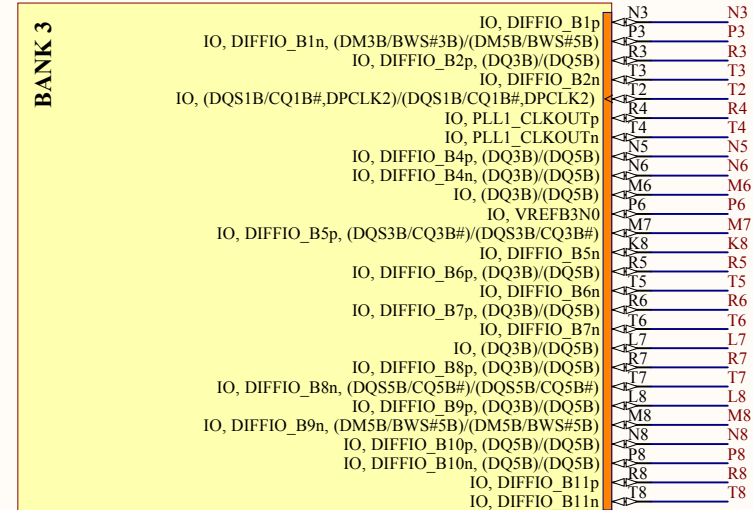 BANK 3
IO, DIFFIO_B1p N3 N3
IO, DIFFIO_B1n, (DM3B/BWS#3B)/(DM5B/BWS#5B) P3 P3
IO, DIFFIO_B2p, (DQ3B)/(DQ5B) R3 R3
IO, DIFFIO_B2n T3 T3
IO, (DQS1B/CQ1B#,DPCLK2)/(DQS1B/CQ1B#,DPCLK2) T2 T2
IO, PLL1_CLKOUTp R4 R4
IO, PLL1_CLKOUTn T4 T4
IO, DIFFIO_B4p, (DQ3B)/(DQ5B) N5 N5
IO, DIFFIO_B4n, (DQ3B)/(DQ5B) N6 N6
IO, (DQ3B)/(DQ5B) M6 M6
IO, VREFB3N0 P6 P6
IO, DIFFIO_B5p, (DQS3B/CQ3B#)/(DQS3B/CQ3B#) M7 M7
IO, DIFFIO_B5n K8 K8
IO, DIFFIO_B6p, (DQ3B)/(DQ5B) R5 R5
IO, DIFFIO_B6n T5 T5
IO, DIFFIO_B7p, (DQ3B)/(DQ5B) R6 R6
IO, DIFFIO_B7n T6 T6
IO, (DQ3B)/(DQ5B) L7 L7
IO, DIFFIO_B8p, (DQ3B)/(DQ5B) R7 R7
IO, DIFFIO_B8n, (DQS5B/CQ5B#)/(DQS5B/CQ5B#) T7 T7
IO, DIFFIO_B9p, (DQ3B)/(DQ5B) L8 L8
IO, DIFFIO_B9n, (DM5B/BWS#5B)/(DM5B/BWS#5B) M8 M8
IO, DIFFIO_B10p, (DQ5B)/(DQ5B) N8 N8
IO, DIFFIO_B10n, (DQ5B)/(DQ5B) P8 P8
IO, DIFFIO_B11p R8 R8
IO, DIFFIO_B11n T8 T8